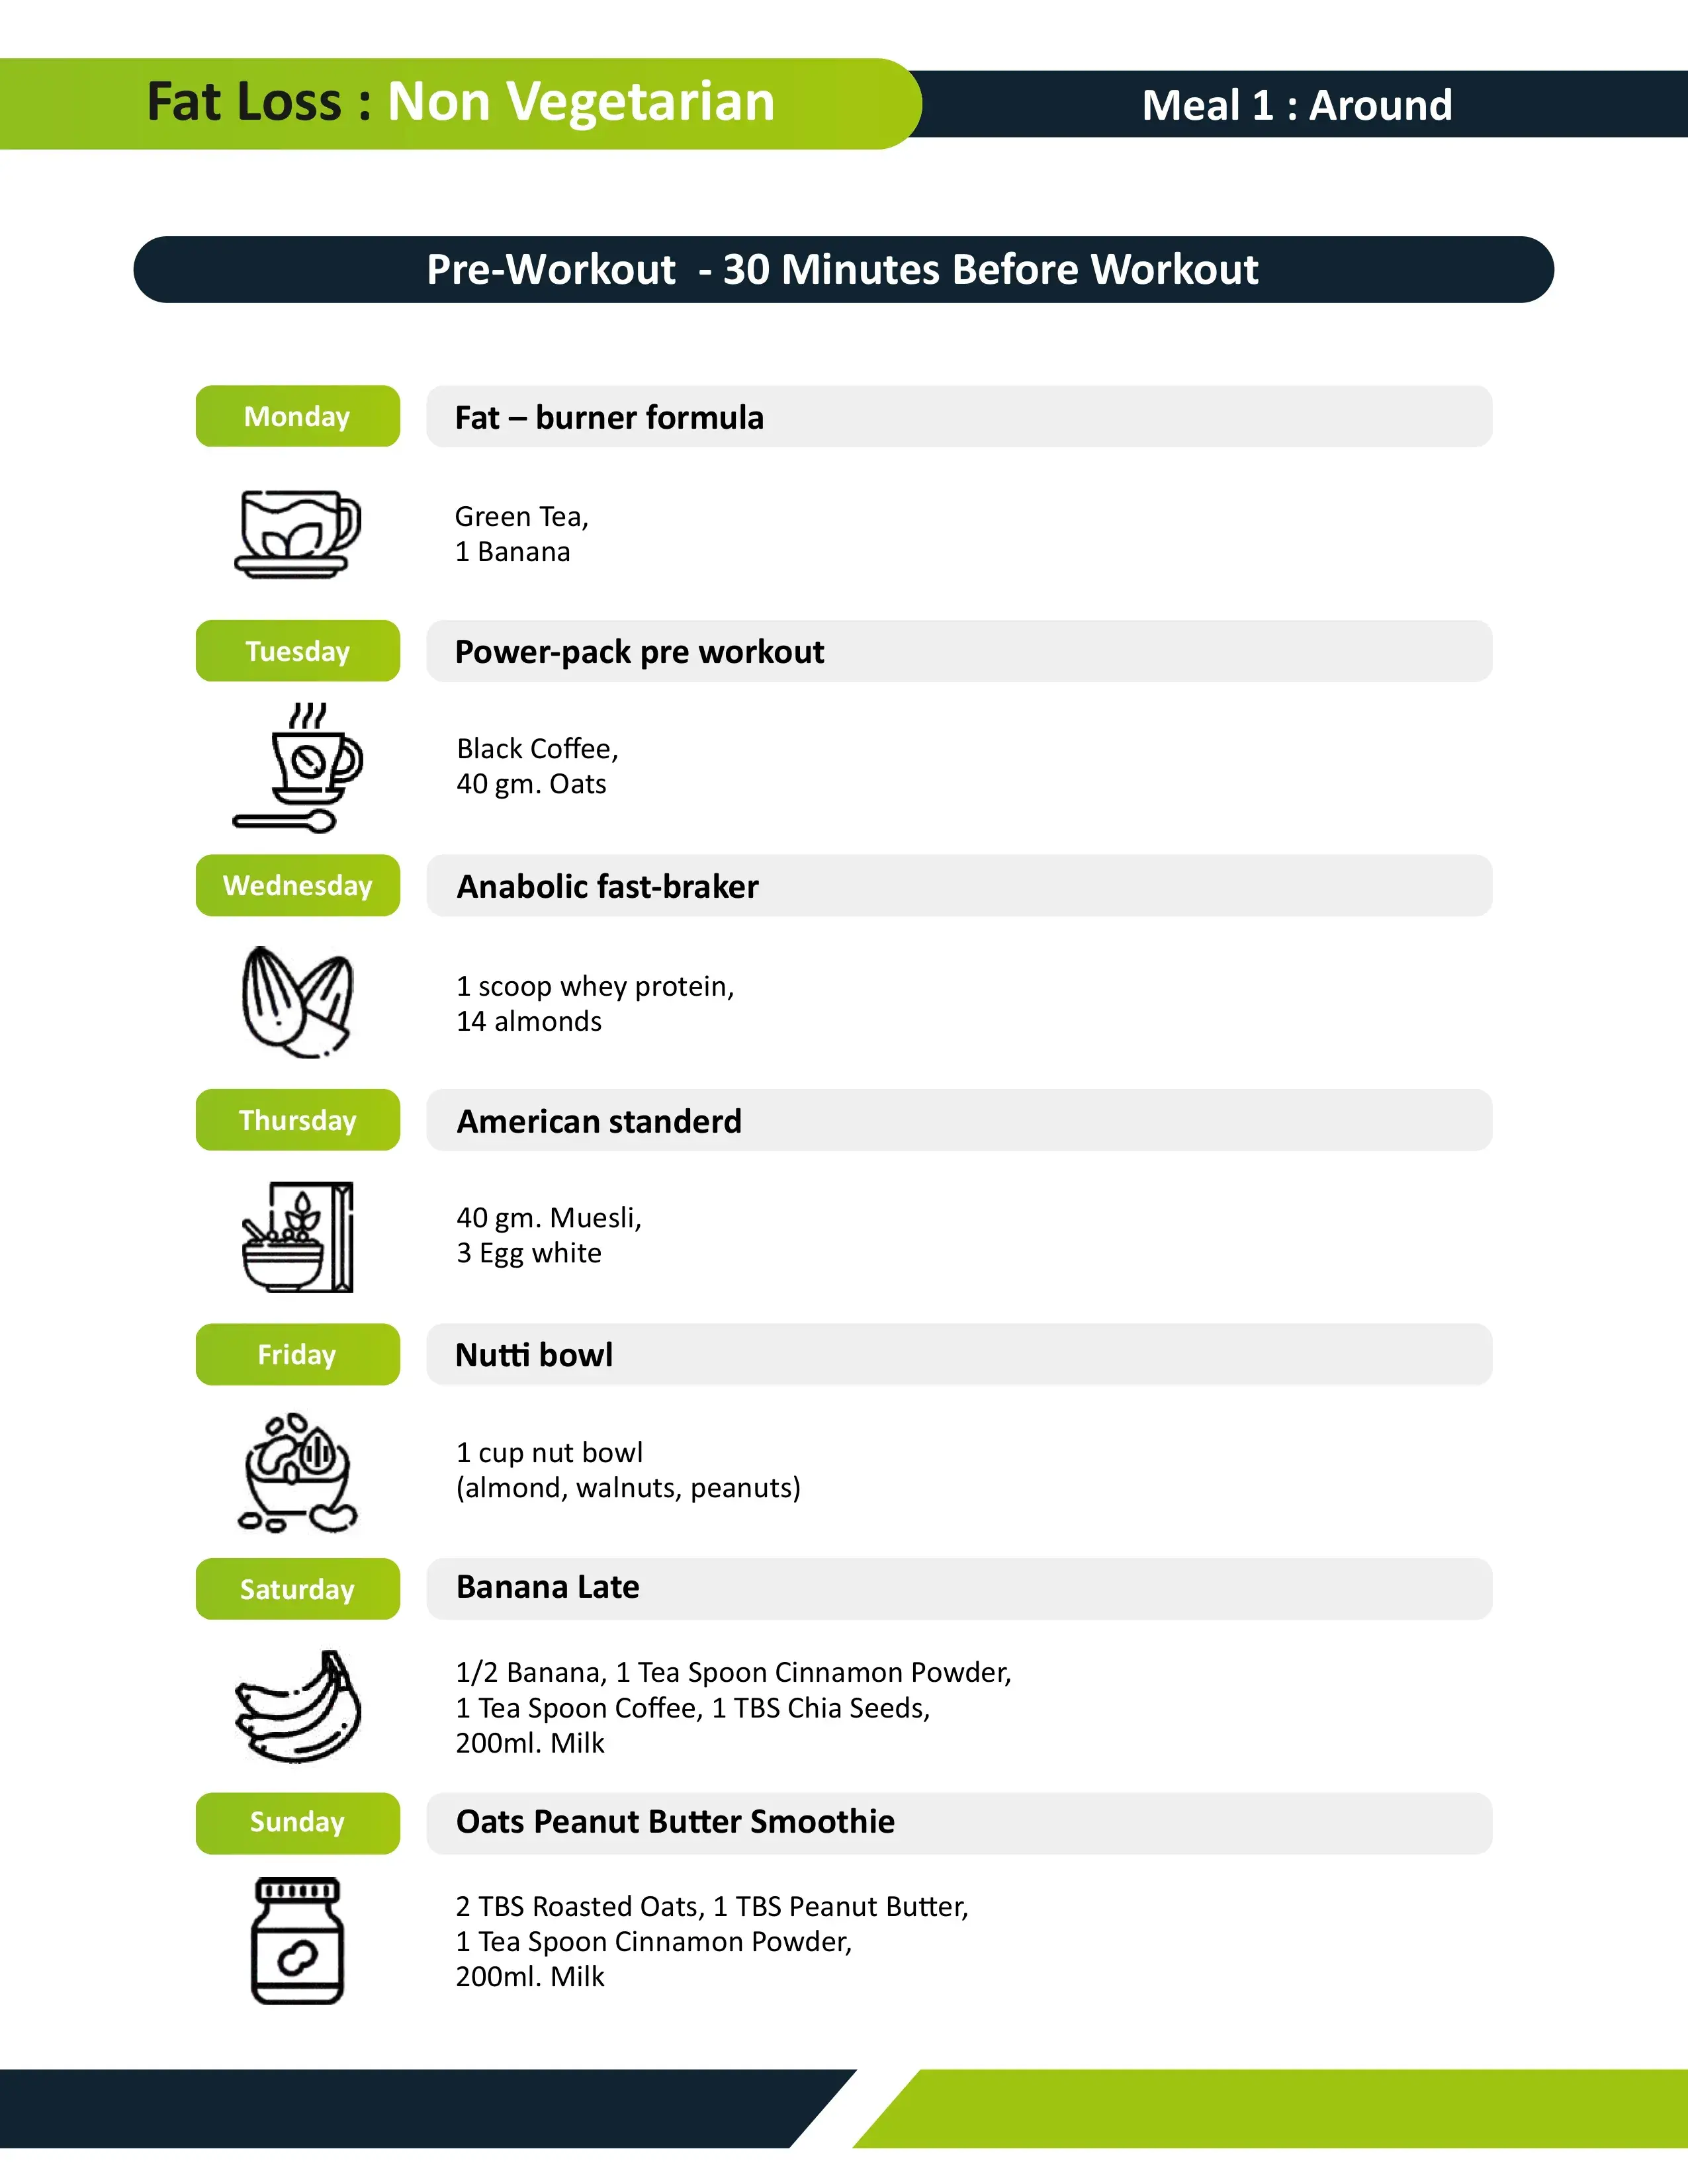 Fat Loss : Non Vegetarian
Meal 1 : Around
Pre-Workout  - 30 Minutes Before Workout
Monday
Fat – burner formula
Green Tea,
1 Banana
Tuesday
Power-pack pre workout
Black Coffee,
40 gm. Oats
Wednesday
Anabolic fast-braker
1 scoop whey protein,
14 almonds
Thursday
American standerd
40 gm. Muesli,
3 Egg white
Friday
Nutti bowl
1 cup nut bowl
(almond, walnuts, peanuts)
Saturday
Banana Late
1/2 Banana, 1 Tea Spoon Cinnamon Powder,
1 Tea Spoon Coffee, 1 TBS Chia Seeds,
200ml. Milk
Sunday
Oats Peanut Butter Smoothie
2 TBS Roasted Oats, 1 TBS Peanut Butter,
1 Tea Spoon Cinnamon Powder,
200ml. Milk